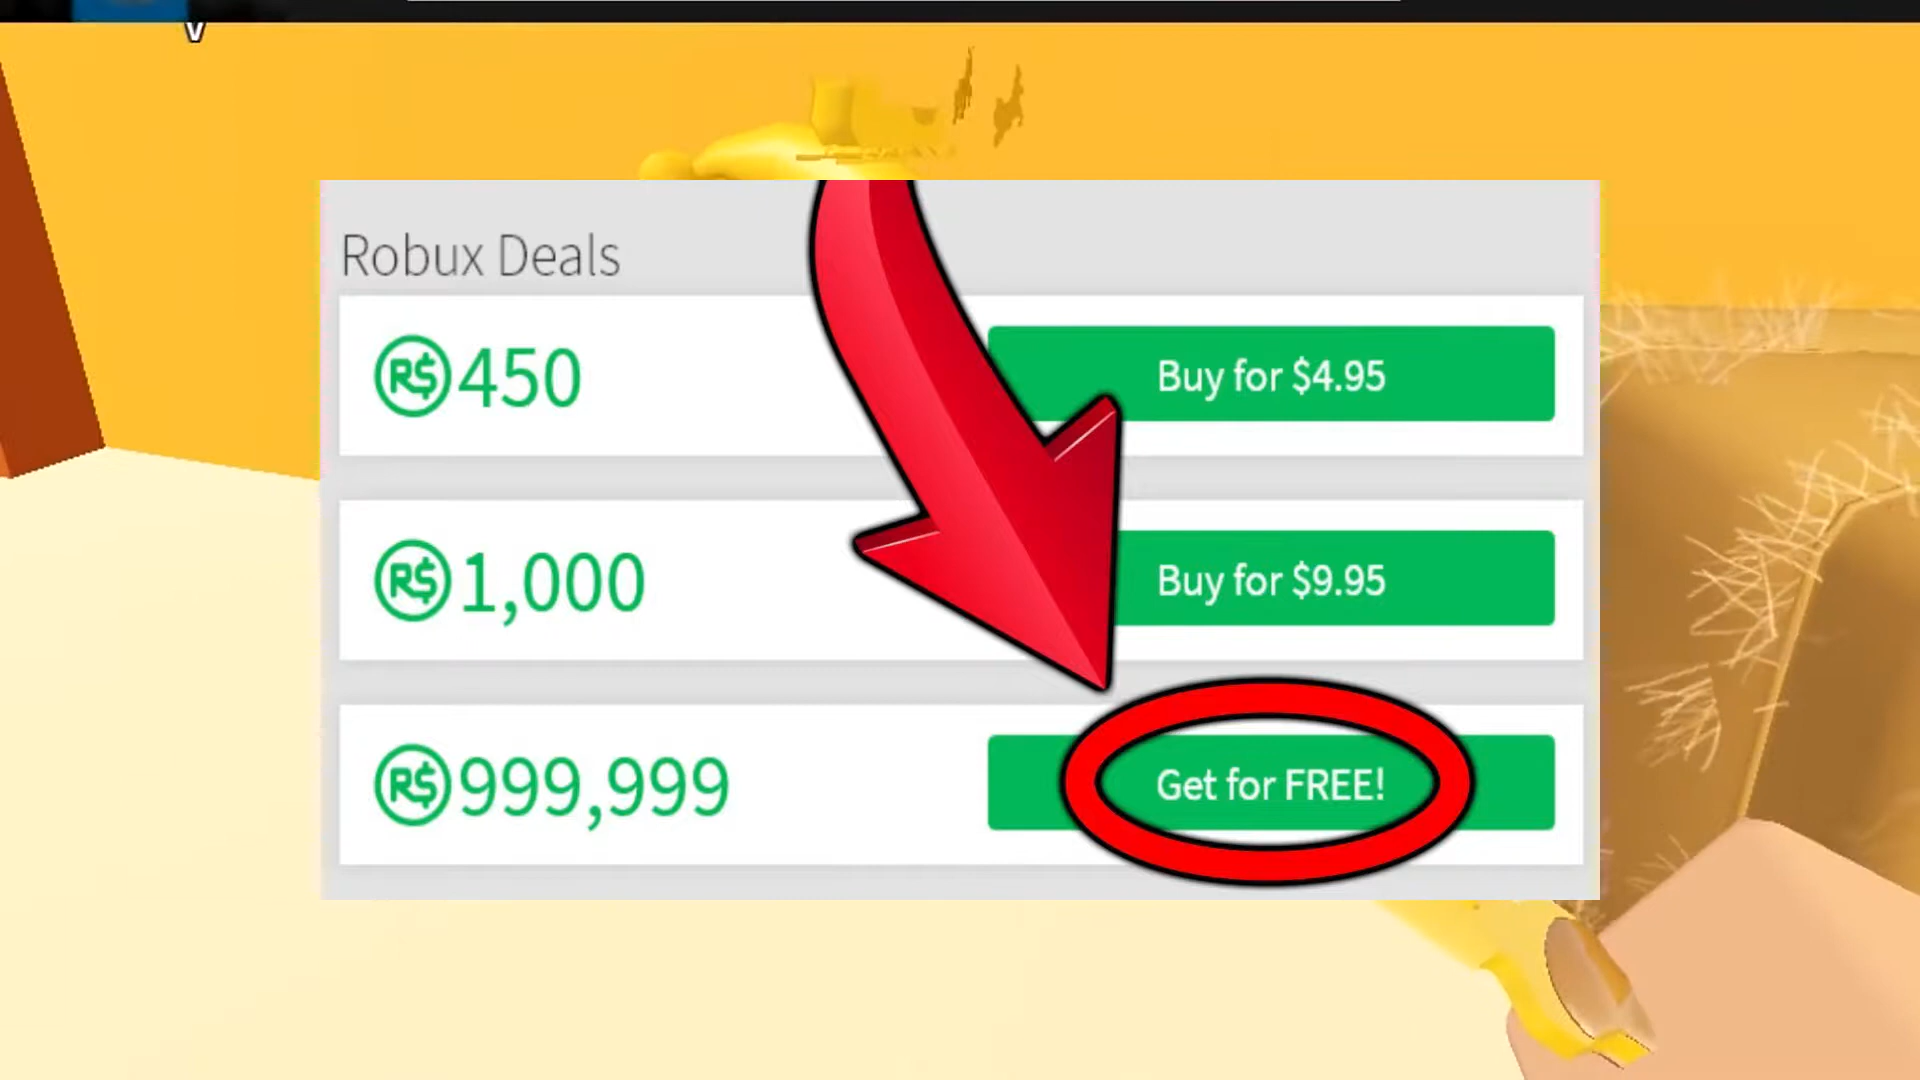 V
Robux Deals
R$ 450
Buy for $4.95
R$ 1,000
Buy for $9.95
R$ 999,999
Get for FREE!